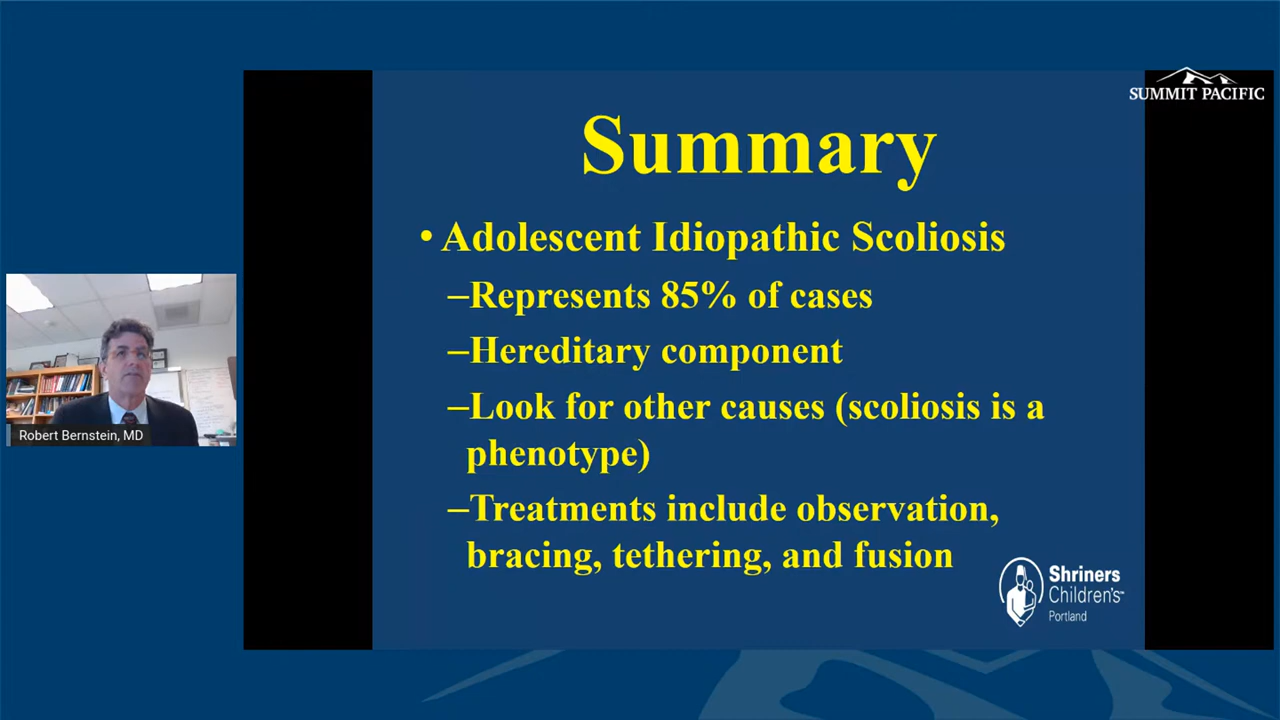 SUMMIT PACIFIC
Summary
• Adolescent Idiopathic Scoliosis
–Represents 85% of cases
–Hereditary component
–Look for other causes (scoliosis is a
phenotype)
–Treatments include observation,
bracing, tethering, and fusion
Shriners
Children's™
Portland
Robert Bernstein, MD